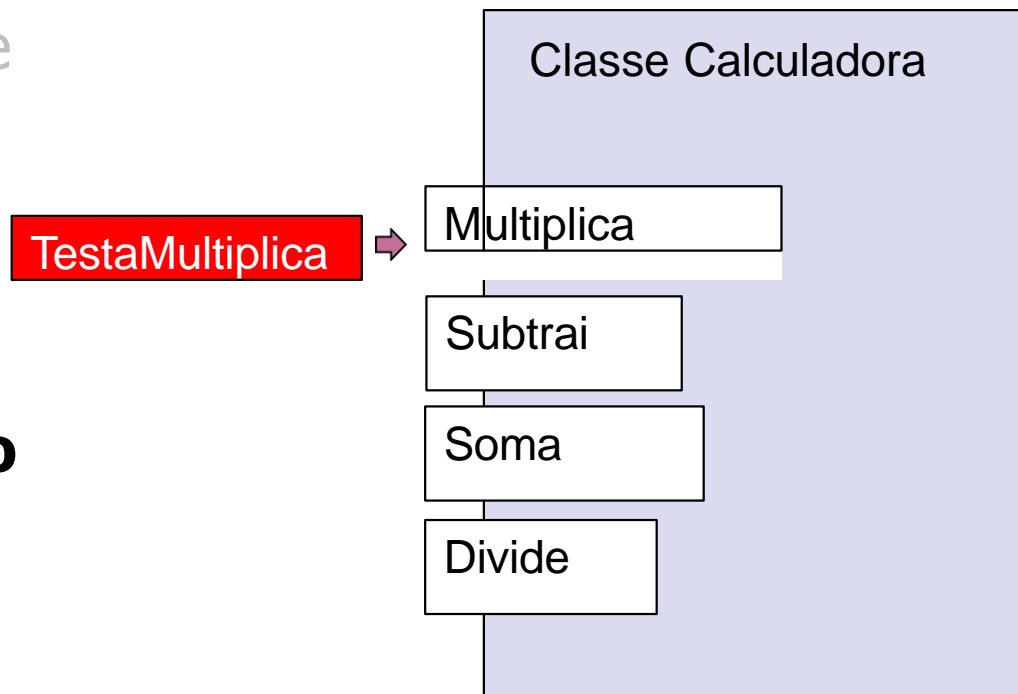 e
Classe Calculadora
Multiplica
TestaMultiplica
Subtrai
o
Soma
Divide